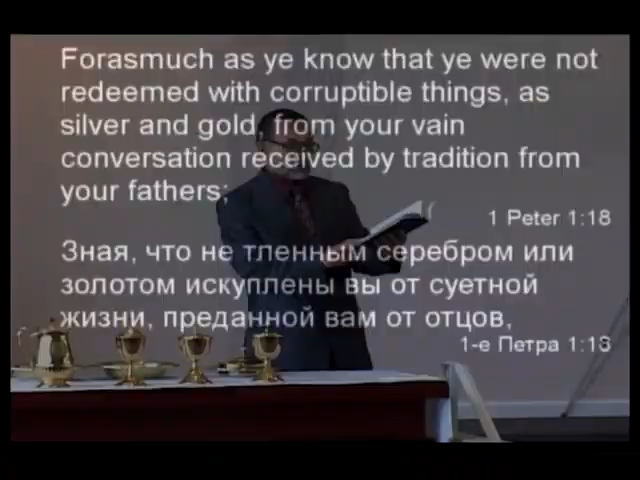 Forasmuch as ye know that ye were not
redeemed with corruptible things, as
silver and gold, from your vain
conversation received by tradition from
your fathers;
1 Peter 1:18
Зная, что не тленным серебром или
золотом искуплены вы от суетной
жизни, преданной вам от отцов,
1-е Петра 1:18